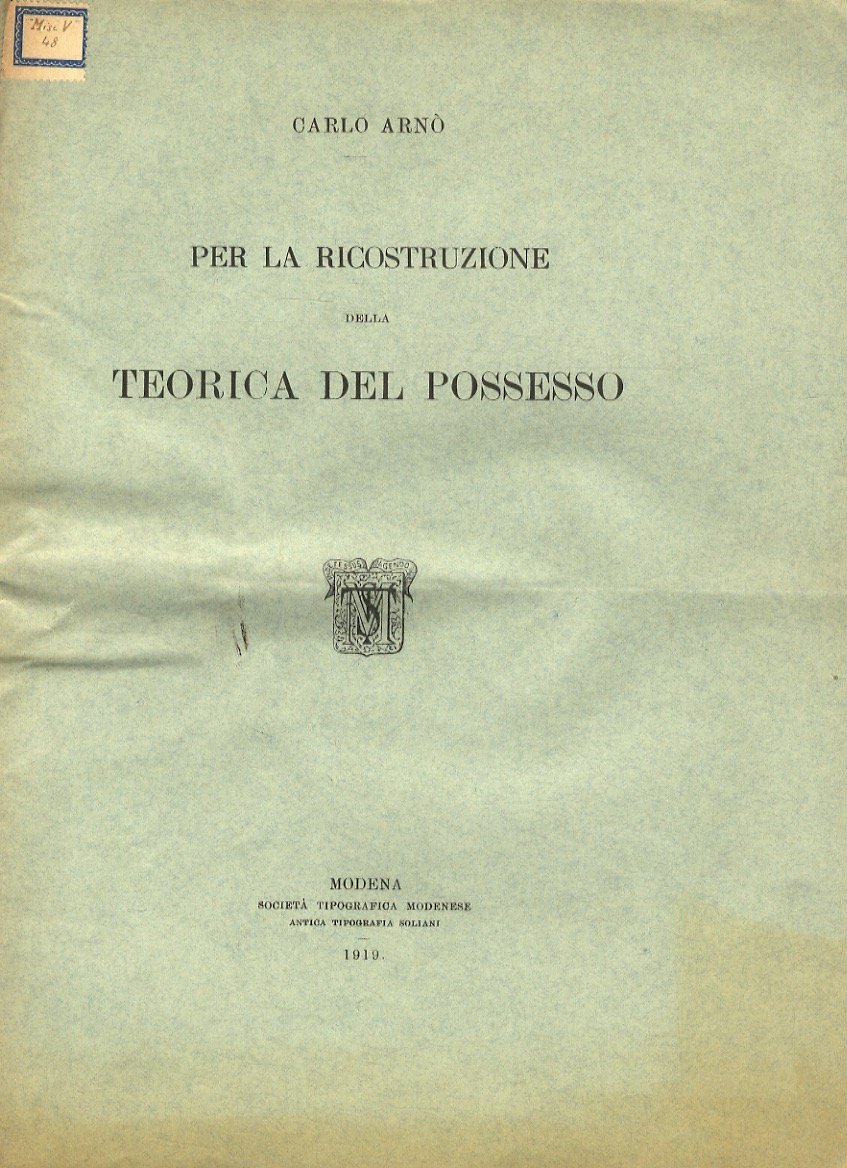 Misc V
48
CARLO ARNÒ
PER LA RICOSTRUZIONE
DELLA
TEORICA DEL POSSESSO
AGENDO
MODENA
SOCIETÀ TIPOGRAFICA MODENESE
ANTICA TIPOGRAFIA SOLIANI
1919.